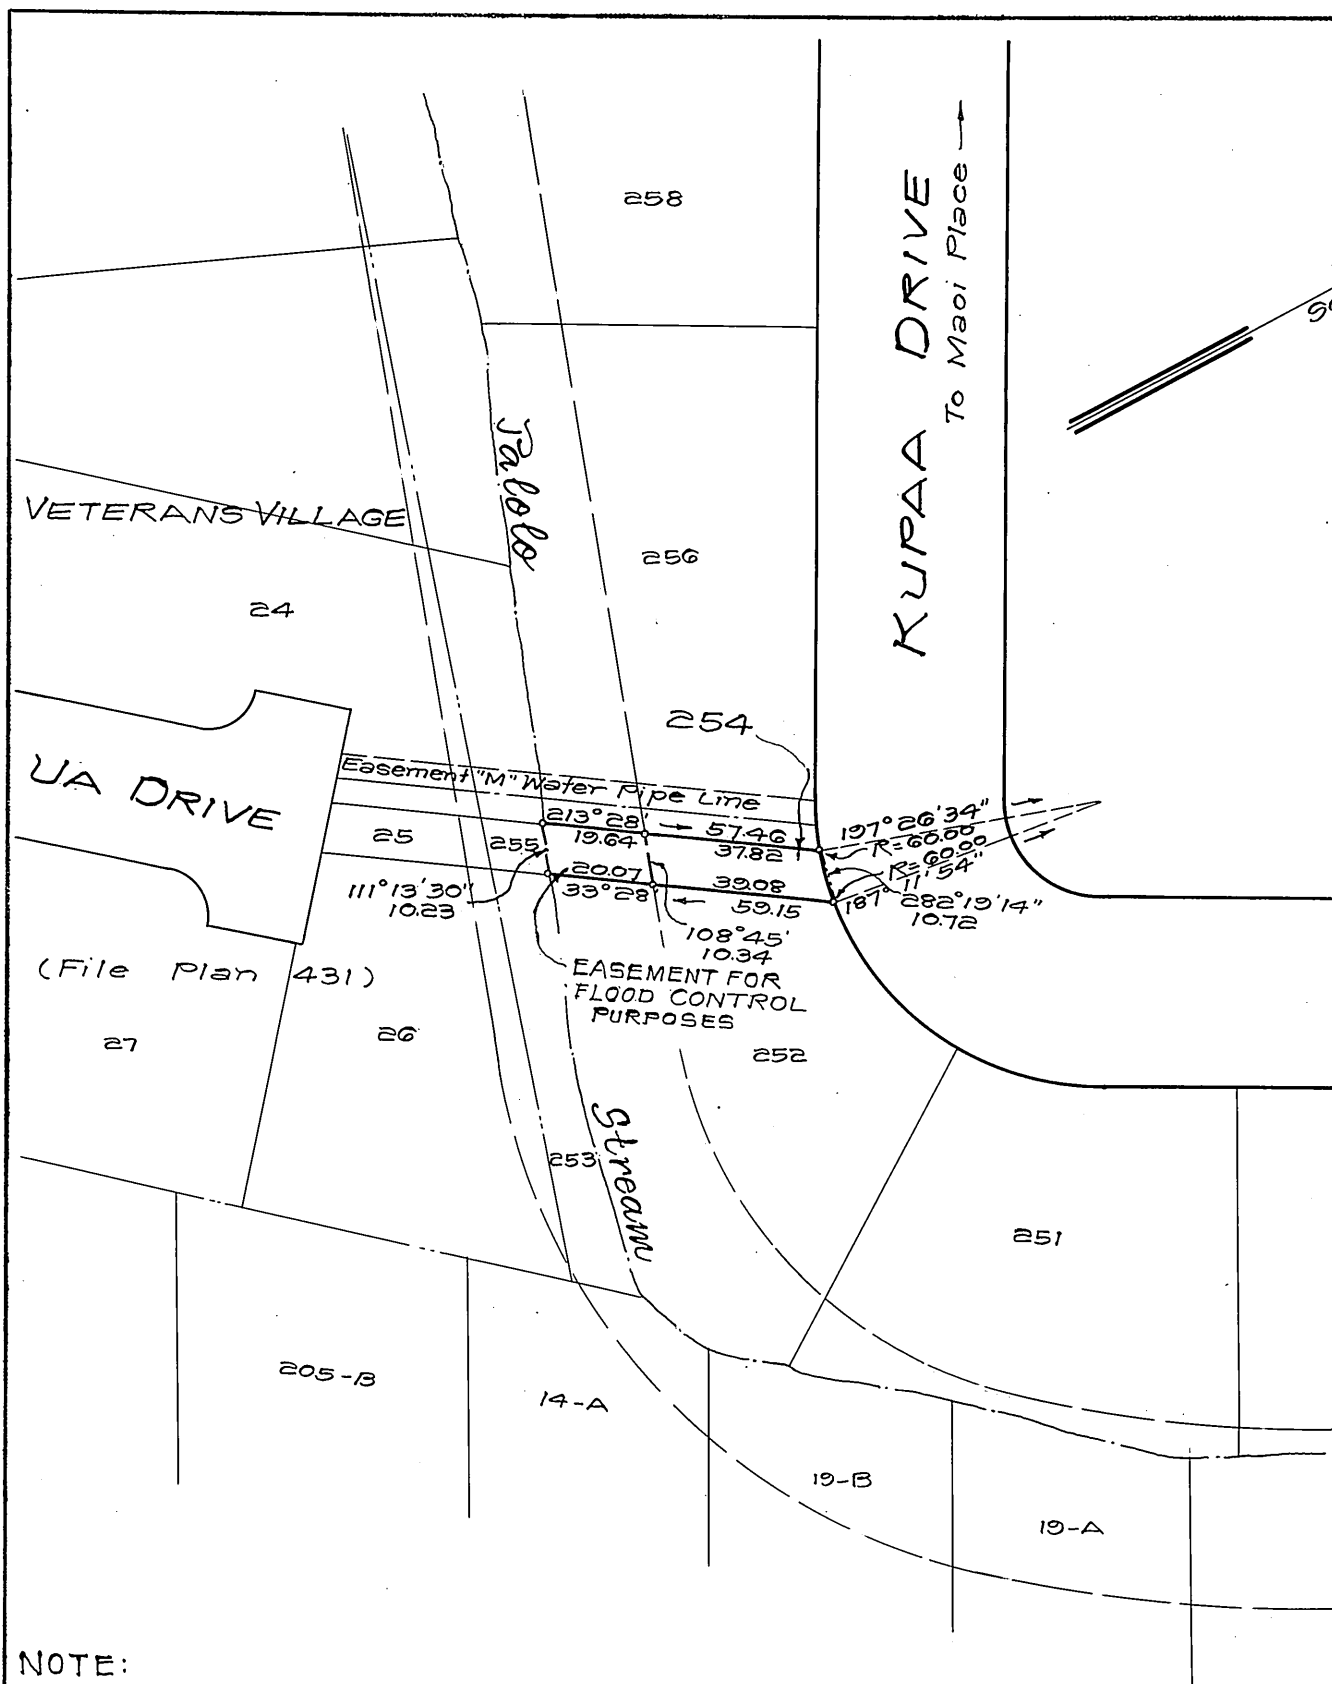 258
KUPAA DRIVE
To Maoi Place
VETERANS VILLAGE
Palolo
256
24
254
UA DRIVE
Easement "M" Water Pipe Line
213° 28'
57.46
197° 26' 34"
19.64
37.82
R = 60.00
25
255
R = 60.00
187° 11' 54"
20.07
39.08
111° 13' 30"
33° 28'
59.15
282° 19' 14"
10.23
10.72
108° 45'
10.34
(File Plan 431)
EASEMENT FOR
FLOOD CONTROL
PURPOSES
27
26
252
Stream
253
251
205-B
14-A
19-B
19-A
NOTE: